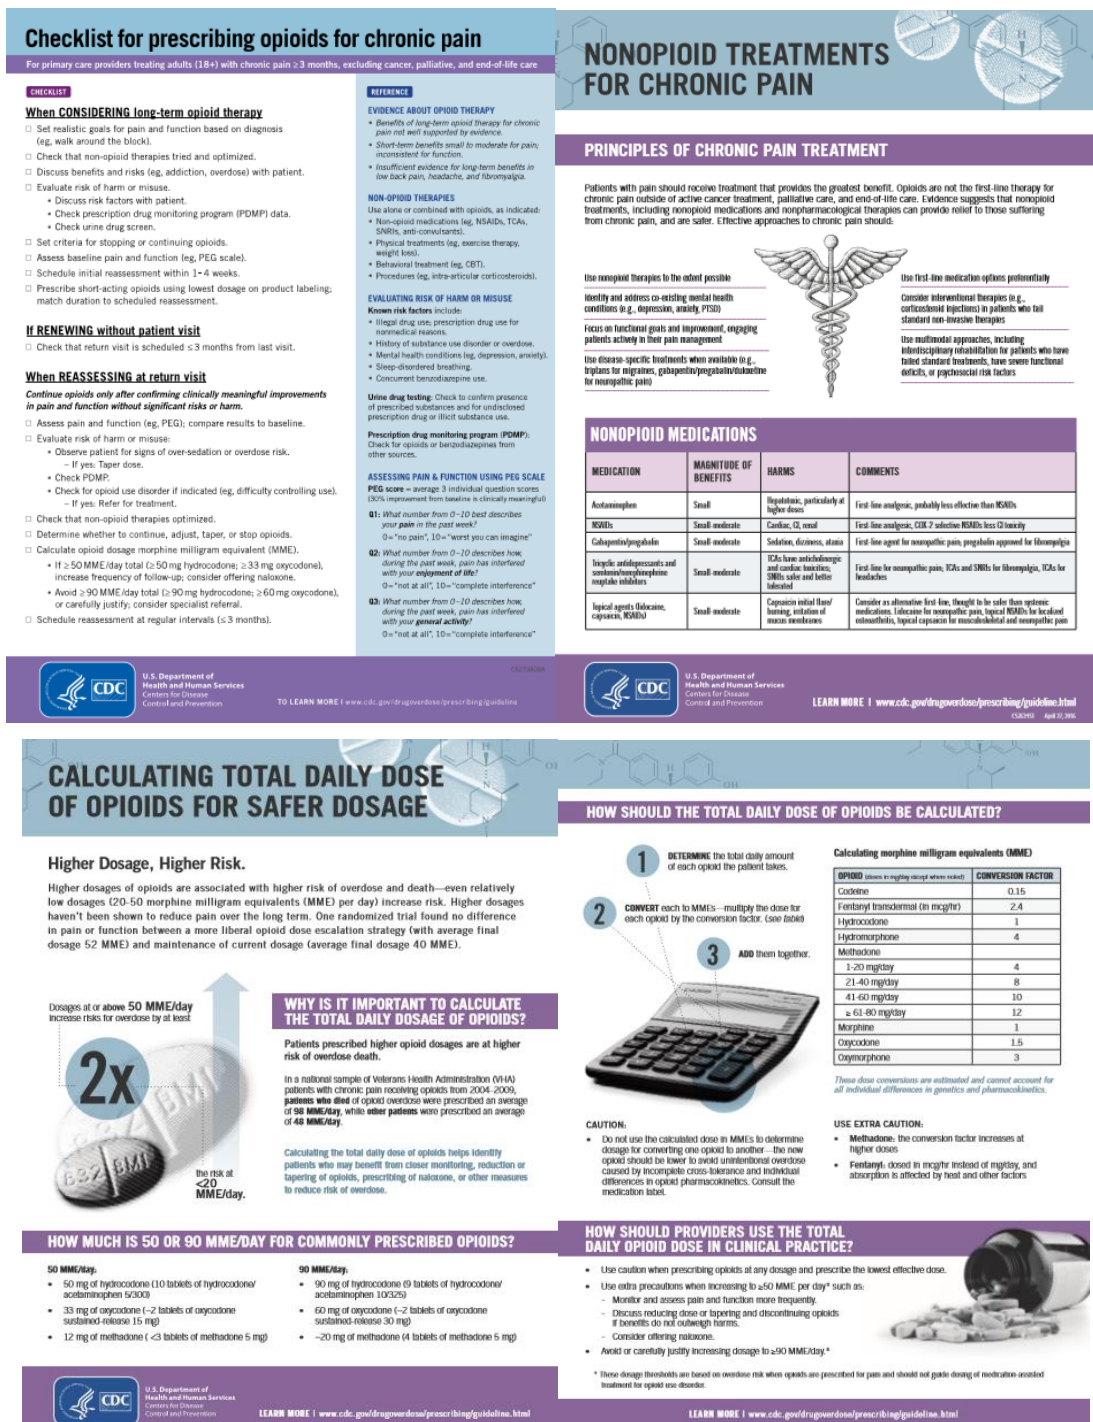 Checklist for prescribing opioids for chronic pain
For primary care providers treating adults (18+) with chronic pain ≥ 3 months, excluding cancer, palliative, and end-of-life care
CHECKLIST
When CONSIDERING long-term opioid therapy
□ Set realistic goals for pain and function based on diagnosis
(eg, walk around the block).
□ Check that non-opioid therapies tried and optimized.
□ Discuss benefits and risks (eg, addiction, overdose) with patient.
□ Evaluate risk of harm or misuse.
• Discuss risk factors with patient.
• Check prescription drug monitoring program (PDMP) data.
• Check urine drug screen.
□ Set criteria for stopping or continuing opioids.
□ Assess baseline pain and function (eg, PEG scale).
□ Schedule initial reassessment within 1–4 weeks.
□ Prescribe short-acting opioids using lowest dosage on product labeling;
match duration to scheduled reassessment.
If RENEWING without patient visit
□ Check that return visit is scheduled ≤ 3 months from last visit.
When REASSESSING at return visit
Continue opioids only after confirming clinically meaningful improvements
in pain and function without significant risks or harm.
□ Assess pain and function (eg, PEG); compare results to baseline.
□ Evaluate risk of harm or misuse:
• Observe patient for signs of over-sedation or overdose risk.
– If yes: Taper dose.
• Check PDMP.
• Check for opioid use disorder if indicated (eg, difficulty controlling use).
– If yes: Refer for treatment.
□ Check that non-opioid therapies optimized.
□ Determine whether to continue, adjust, taper, or stop opioids.
□ Calculate opioid dosage morphine milligram equivalent (MME).
• If ≥ 50 MME/day total (≥ 50 mg hydrocodone; ≥ 33 mg oxycodone),
increase frequency of follow-up; consider offering naloxone.
• Avoid ≥ 90 MME/day total (≥ 90 mg hydrocodone; ≥ 60 mg oxycodone),
or carefully justify; consider specialist referral.
□ Schedule reassessment at regular intervals (≤ 3 months).
REFERENCE
EVIDENCE ABOUT OPIOID THERAPY
• Benefits of long-term opioid therapy for chronic
pain not well supported by evidence.
• Short-term benefits small to moderate for pain;
inconsistent for function.
• Insufficient evidence for long-term benefits in
low back pain, headache, and fibromyalgia.
NON-OPIOID THERAPIES
Use alone or combined with opioids, as indicated:
• Non-opioid medications (eg, NSAIDs, TCAs,
SNRIs, anti-convulsants).
• Physical treatments (eg, exercise therapy,
weight loss).
• Behavioral treatment (eg, CBT).
• Procedures (eg, intra-articular corticosteroids).
EVALUATING RISK OF HARM OR MISUSE
Known risk factors include:
• Illegal drug use; prescription drug use for
nonmedical reasons.
• History of substance use disorder or overdose.
• Mental health conditions (eg, depression, anxiety).
• Sleep-disordered breathing.
• Concurrent benzodiazepine use.
Urine drug testing: Check to confirm presence
of prescribed substances and for undisclosed
prescription drug or illicit substance use.
Prescription drug monitoring program (PDMP):
Check for opioids or benzodiazepines from
other sources.
ASSESSING PAIN & FUNCTION USING PEG SCALE
PEG score = average 3 individual question scores
(30% improvement from baseline is clinically meaningful)
Q1: What number from 0–10 best describes
your pain in the past week?
0="no pain", 10="worst you can imagine"
Q2: What number from 0–10 describes how,
during the past week, pain has interfered
with your enjoyment of life?
0="not at all", 10="complete interference"
Q3: What number from 0–10 describes how,
during the past week, pain has interfered
with your general activity?
0="not at all", 10="complete interference"
CDC
U.S. Department of
Health and Human Services
Centers for Disease
Control and Prevention
TO LEARN MORE | www.cdc.gov/drugoverdose/prescribing/guideline
NONOPIOID TREATMENTS
FOR CHRONIC PAIN
PRINCIPLES OF CHRONIC PAIN TREATMENT
Patients with pain should receive treatment that provides the greatest benefit. Opioids are not the first-line therapy for
chronic pain outside of active cancer treatment, palliative care, and end-of-life care. Evidence suggests that nonopioid
treatments, including nonopioid medications and nonpharmacological therapies can provide relief to those suffering
from chronic pain, and are safer. Effective approaches to chronic pain should:
Use nonopioid therapies to the extent possible
Identify and address co-existing mental health
conditions (e.g., depression, anxiety, PTSD)
Focus on functional goals and improvement, engaging
patients actively in their pain management
Use disease-specific treatments when available (e.g.,
triptans for migraines, gabapentin/pregabalin/duloxetine
for neuropathic pain)
Use first-line medication options preferentially
Consider interventional therapies (e.g.,
corticosteroid injections) in patients who fail
standard non-invasive therapies
Use multimodal approaches, including
interdisciplinary rehabilitation for patients who have
failed standard treatments, have severe functional
deficits, or psychosocial risk factors
NONOPIOID MEDICATIONS
MEDICATION MAGNITUDE OF BENEFITS HARMS COMMENTS
Acetaminophen Small Hepatotoxic, particularly at higher doses First-line analgesic, probably less effective than NSAIDs
NSAIDs Small-moderate Cardiac, GI, renal First-line analgesic, COX-2 selective NSAIDs less GI toxicity
Gabapentin/pregabalin Small-moderate Sedation, dizziness, ataxia First-line agent for neuropathic pain; pregabalin approved for fibromyalgia
Tricyclic antidepressants and serotonin/norephinephrine reuptake inhibitors Small-moderate TCAs have anticholinergic and cardiac toxicities; SNRIs safer and better tolerated First-line for neuropathic pain; TCAs and SNRIs for fibromyalgia, TCAs for headaches
Topical agents (lidocaine, capsaicin, NSAIDs) Small-moderate Capsaicin initial flare/ burning, irritation of mucus membranes Consider as alternative first-line, thought to be safer than systemic medications. Lidocaine for neuropathic pain, topical NSAIDs for localized osteoarthritis, topical capsaicin for musculoskeletal and neuropathic pain
CDC
U.S. Department of
Health and Human Services
Centers for Disease
Control and Prevention
LEARN MORE | www.cdc.gov/drugoverdose/prescribing/guideline.html
April 27, 2016
CALCULATING TOTAL DAILY DOSE
OF OPIOIDS FOR SAFER DOSAGE
Higher Dosage, Higher Risk.
Higher dosages of opioids are associated with higher risk of overdose and death—even relatively
low dosages (20-50 morphine milligram equivalents (MME) per day) increase risk. Higher dosages
haven't been shown to reduce pain over the long term. One randomized trial found no difference
in pain or function between a more liberal opioid dose escalation strategy (with average final
dosage 52 MME) and maintenance of current dosage (average final dosage 40 MME).
Dosages at or above 50 MME/day
increase risks for overdose by at least
2x
the risk at
<20
MME/day.
WHY IS IT IMPORTANT TO CALCULATE
THE TOTAL DAILY DOSAGE OF OPIOIDS?
Patients prescribed higher opioid dosages are at higher
risk of overdose death.
In a national sample of Veterans Health Administration (VHA)
patients with chronic pain receiving opioids from 2004–2009,
patients who died of opioid overdose were prescribed an average
of 98 MME/day, while other patients were prescribed an average
of 48 MME/day.
Calculating the total daily dose of opioids helps identify
patients who may benefit from closer monitoring, reduction or
tapering of opioids, prescribing of naloxone, or other measures
to reduce risk of overdose.
HOW MUCH IS 50 OR 90 MME/DAY FOR COMMONLY PRESCRIBED OPIOIDS?
50 MME/day:
• 50 mg of hydrocodone (10 tablets of hydrocodone/
acetaminophen 5/300)
• 33 mg of oxycodone (~2 tablets of oxycodone
sustained-release 15 mg)
• 12 mg of methadone ( <3 tablets of methadone 5 mg)
90 MME/day:
• 90 mg of hydrocodone (9 tablets of hydrocodone/
acetaminophen 10/325)
• 60 mg of oxycodone (~2 tablets of oxycodone
sustained-release 30 mg)
• ~20 mg of methadone (4 tablets of methadone 5 mg)
CDC
U.S. Department of
Health and Human Services
Centers for Disease
Control and Prevention
LEARN MORE | www.cdc.gov/drugoverdose/prescribing/guideline.html
HOW SHOULD THE TOTAL DAILY DOSE OF OPIOIDS BE CALCULATED?
1
DETERMINE the total daily amount
of each opioid the patient takes.
2
CONVERT each to MMEs—multiply the dose for
each opioid by the conversion factor. (see table)
3
ADD them together.
Calculating morphine milligram equivalents (MME)
OPIOID (doses in mg/day except where noted) CONVERSION FACTOR
Codeine 0.15
Fentanyl transdermal (in mcg/hr) 2.4
Hydrocodone 1
Hydromorphone 4
Methadone
1-20 mg/day 4
21-40 mg/day 8
41-60 mg/day 10
≥ 61-80 mg/day 12
Morphine 1
Oxycodone 1.5
Oxymorphone 3
These dose conversions are estimated and cannot account for
all individual differences in genetics and pharmacokinetics.
CAUTION:
• Do not use the calculated dose in MMEs to determine
dosage for converting one opioid to another—the new
opioid should be lower to avoid unintentional overdose
caused by incomplete cross-tolerance and individual
differences in opioid pharmacokinetics. Consult the
medication label.
USE EXTRA CAUTION:
• Methadone: the conversion factor increases at
higher doses
• Fentanyl: dosed in mcg/hr instead of mg/day, and
absorption is affected by heat and other factors
HOW SHOULD PROVIDERS USE THE TOTAL
DAILY OPIOID DOSE IN CLINICAL PRACTICE?
• Use caution when prescribing opioids at any dosage and prescribe the lowest effective dose.
• Use extra precautions when increasing to ≥50 MME per day* such as:
- Monitor and assess pain and function more frequently.
- Discuss reducing dose or tapering and discontinuing opioids
if benefits do not outweigh harms.
- Consider offering naloxone.
• Avoid or carefully justify increasing dosage to ≥90 MME/day.*
* These dosage thresholds are based on overdose risk when opioids are prescribed for pain and should not guide dosing of medication-assisted
treatment for opioid use disorder.
LEARN MORE | www.cdc.gov/drugoverdose/prescribing/guideline.html